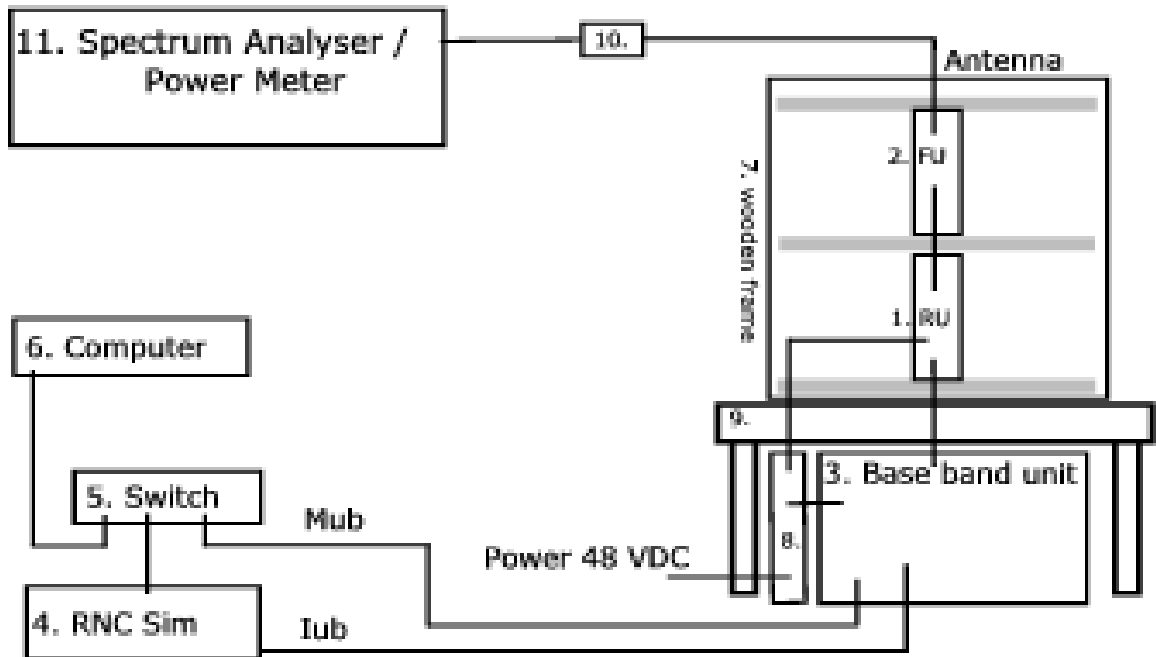 11. Spectrum Analyser /
Power Meter
10.
Antenna
2. FU
7. wooden frame
1. RU
6. Computer
9.
3. Base band unit
5. Switch
Mub
8.
Power 48 VDC
4. RNC Sim
Iub